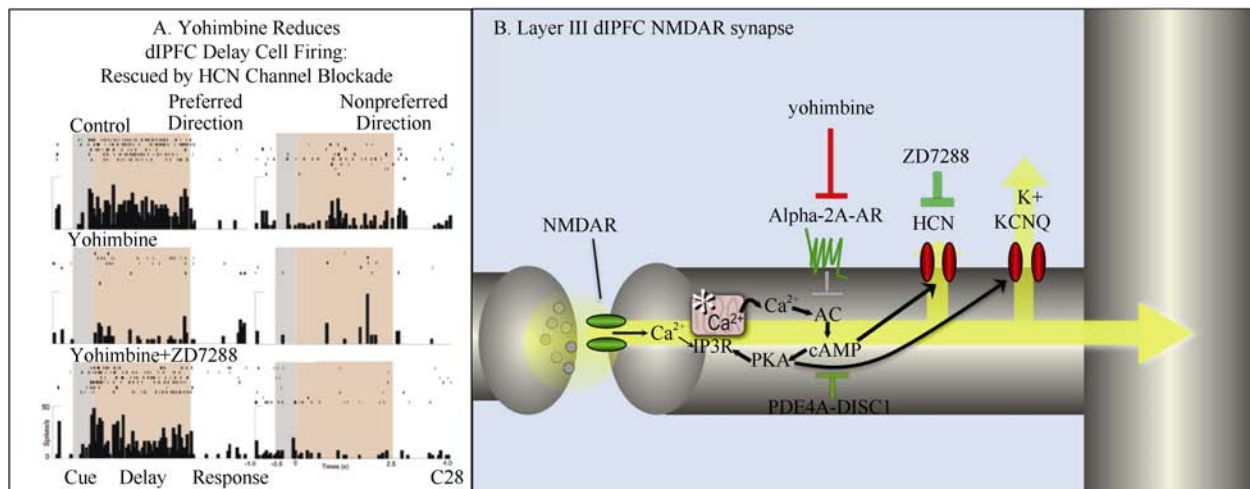 A. Yohimbine Reduces
dlPFC Delay Cell Firing:
Rescued by HCN Channel Blockade
Preferred
Direction
Nonpreferred
Direction
Control
Yohimbine
Yohimbine+ZD7288
50
Spikes/s
0
-1.0 -0.5 0 2.5 4.0
Times (s)
Cue Delay Response C28
B. Layer III dlPFC NMDAR synapse
yohimbine
ZD7288
Alpha-2A-AR
HCN
K+
KCNQ
NMDAR
*
Ca²⁺
Ca²⁺
AC
Ca²⁺
IP3R
PKA
cAMP
PDE4A-DISC1